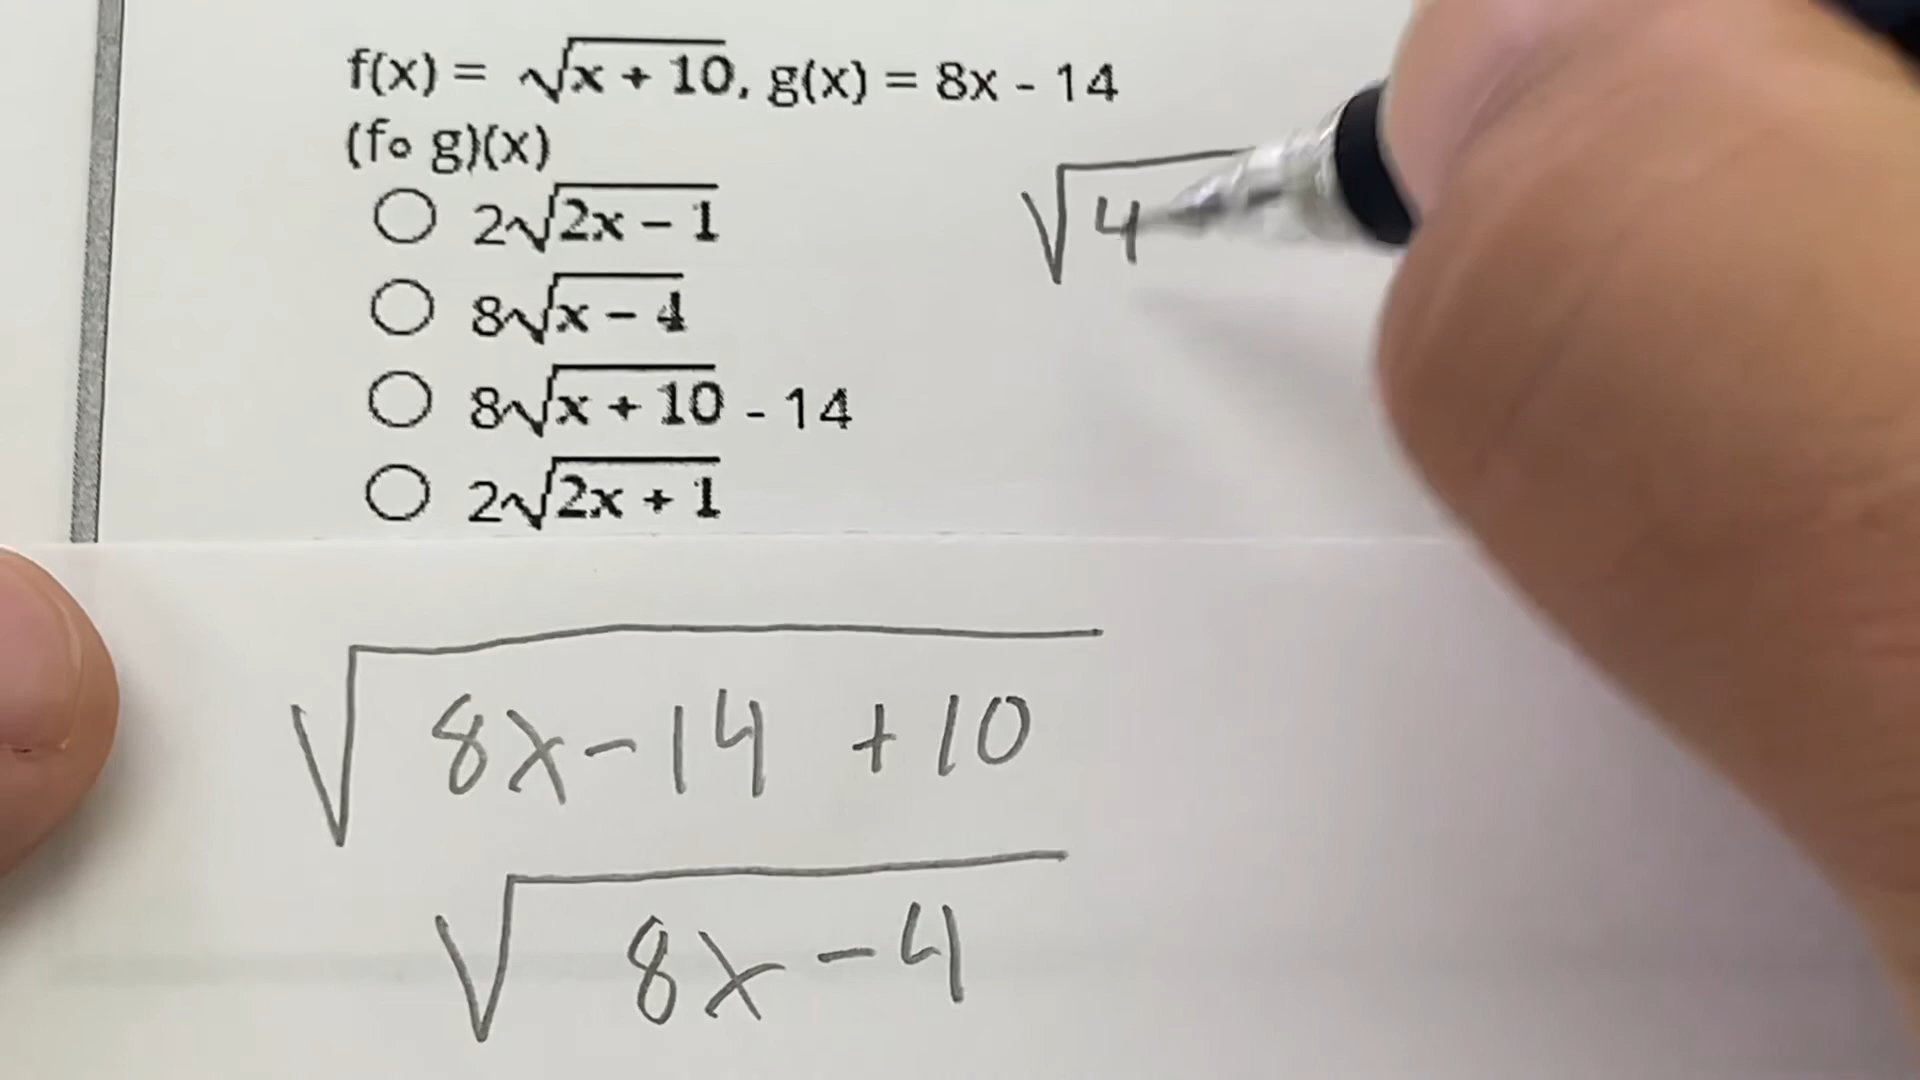 f(x) = √x + 10, g(x) = 8x - 14
(f∘ g)(x)
2√2x - 1
8√x - 4
8√x + 10 - 14
2√2x + 1
√4
√8x-14 +10
√8x-4